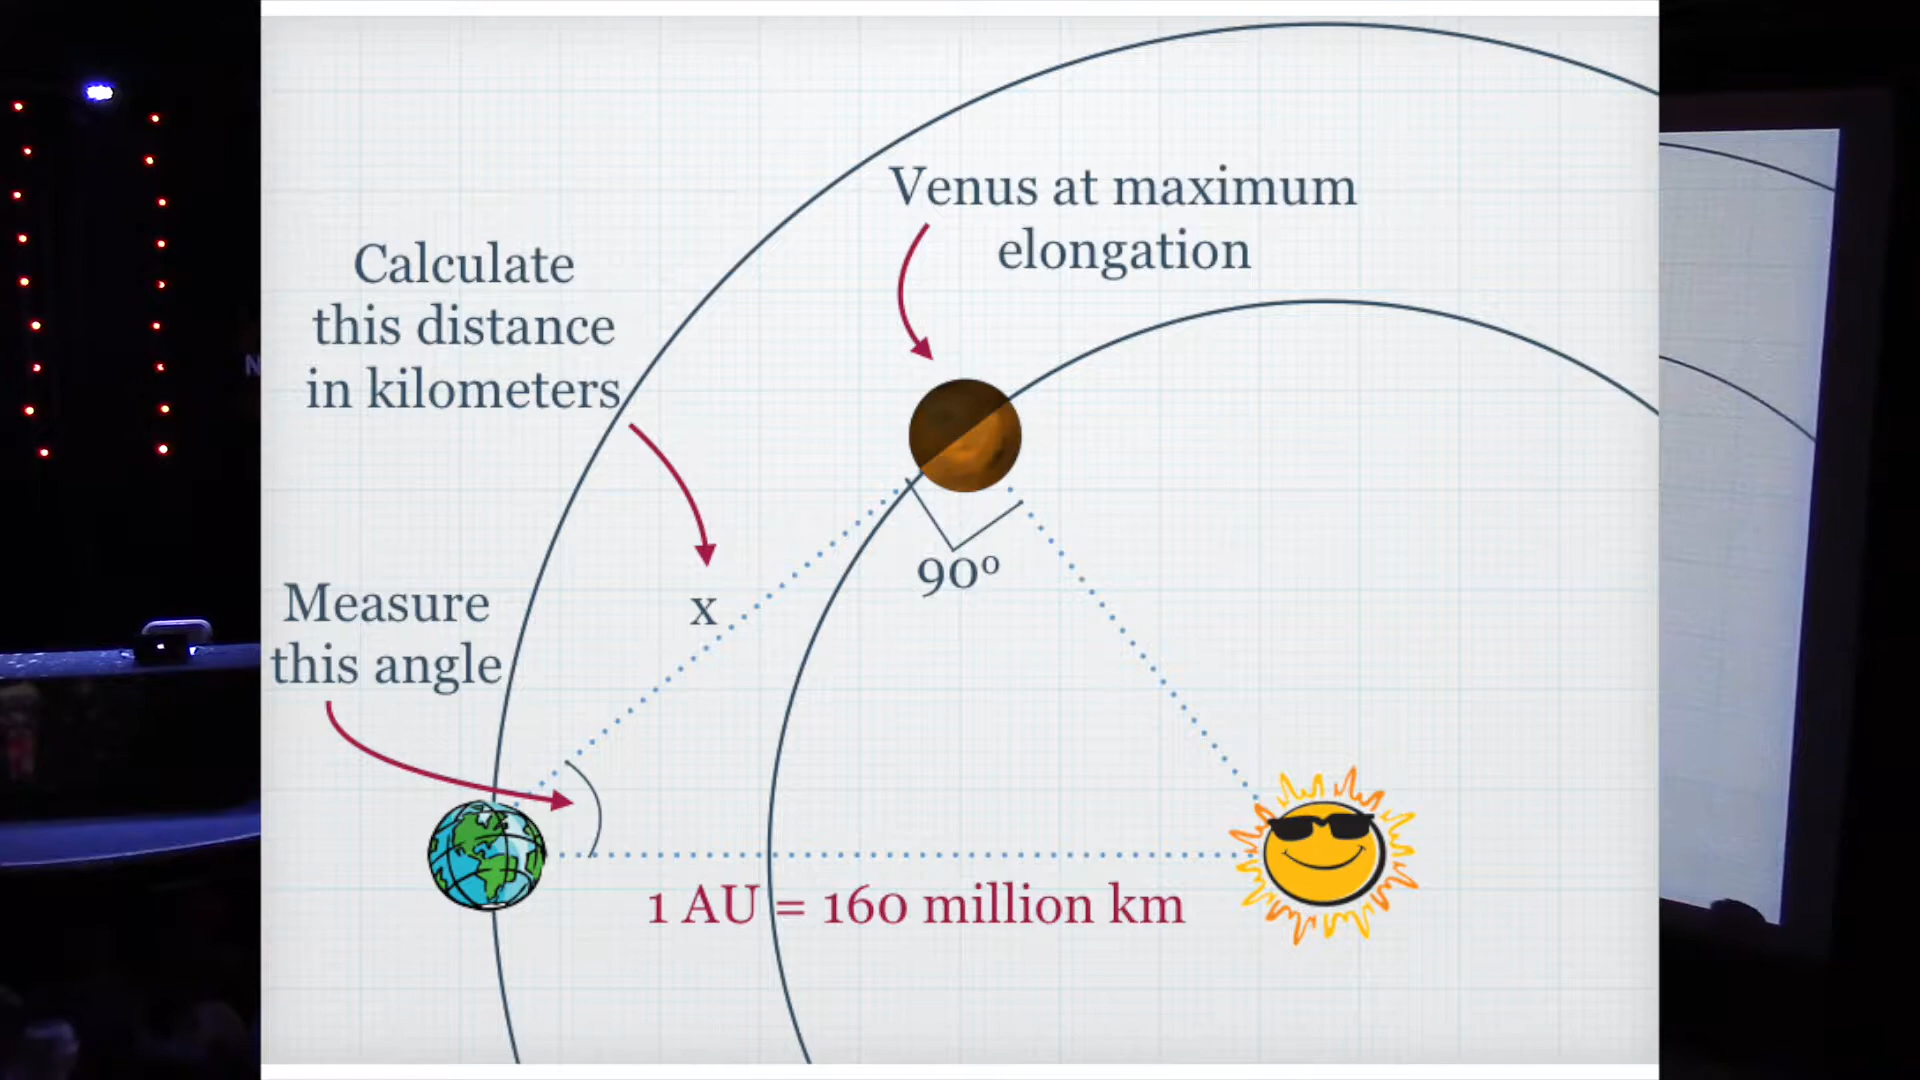 Venus at maximum
elongation
Calculate
this distance
in kilometers
x
90º
Measure
this angle
1 AU = 160 million km
N